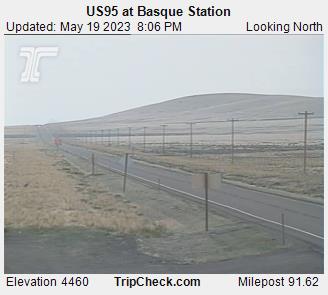 US95 at Basque Station
Updated: May 19 2023 8:06 PM Looking North
Elevation 4460 TripCheck.com Milepost 91.62